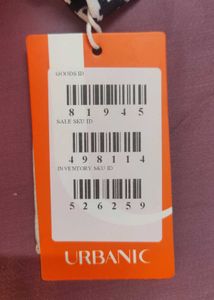 GOODS ID
81945
SALE SKU ID
498114
INVENTORY SKU ID
526259
URBANIC